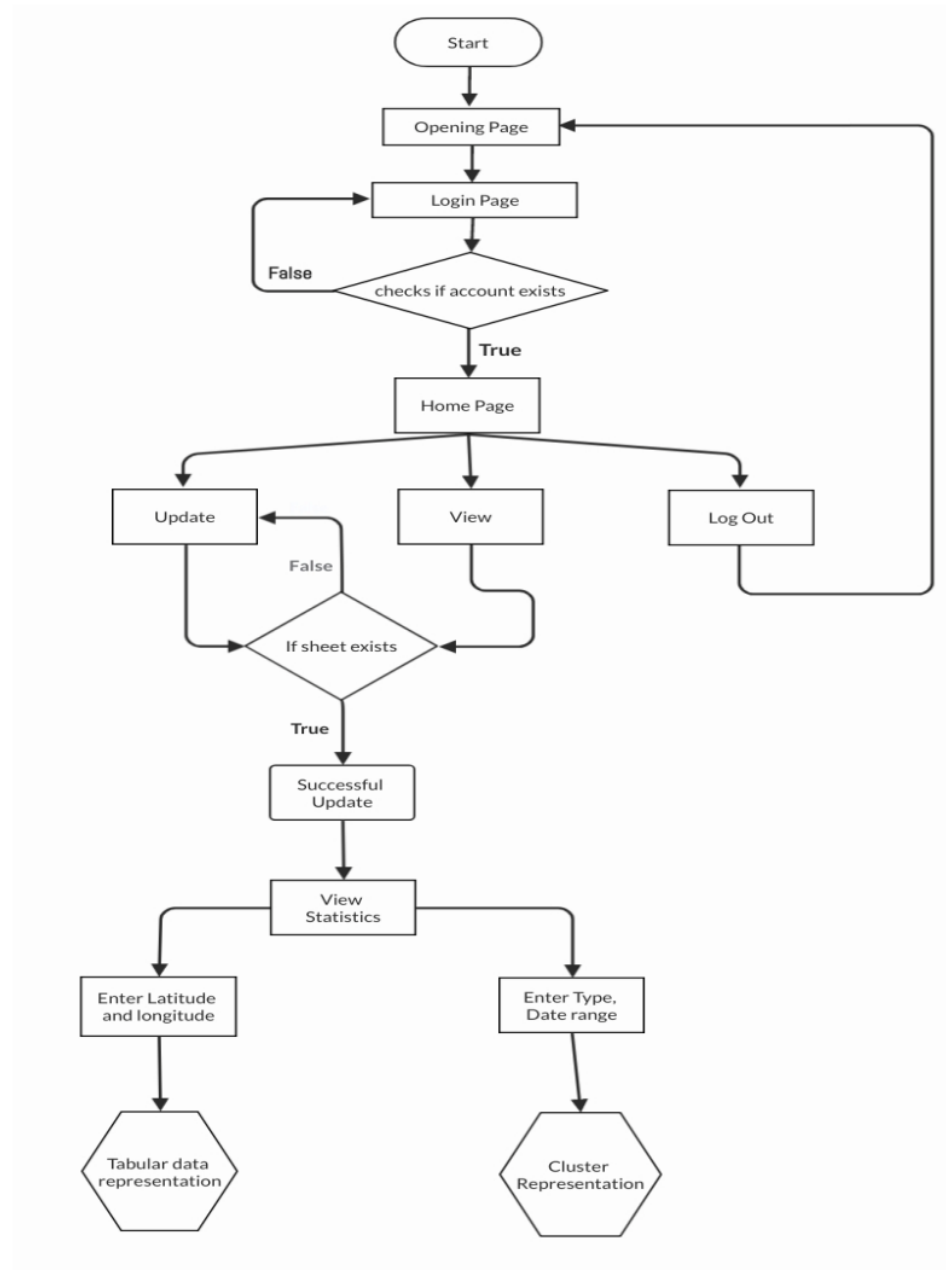 Start
Opening Page
Login Page
False
checks if account exists
True
Home Page
Update
View
Log Out
False
If sheet exists
True
Successful
Update
View
Statistics
Enter Latitude
and longitude
Enter Type,
Date range
Tabular data
representation
Cluster
Representation